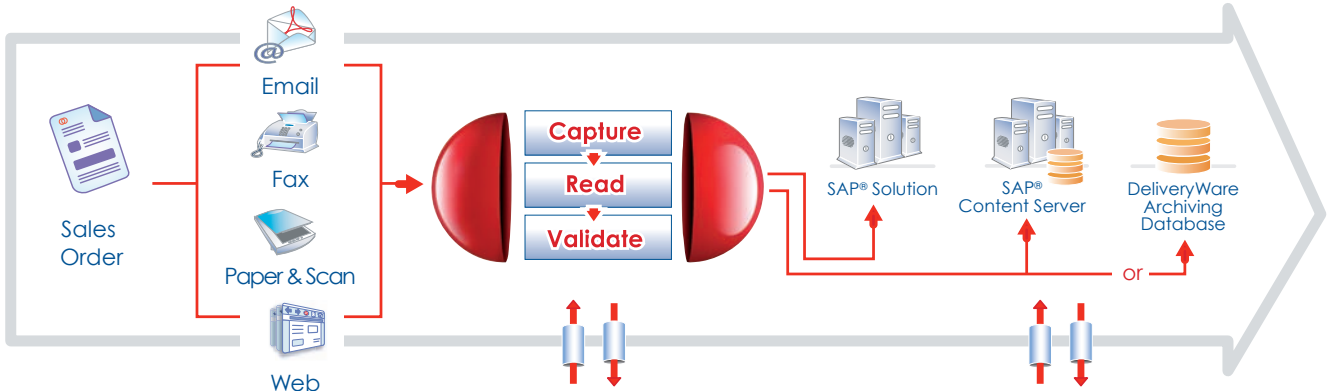 Sales
Order
Email
Fax
Paper & Scan
Web
Capture
Read
Validate
SAP® Solution
SAP®
Content Server
or
DeliveryWare
Archiving
Database